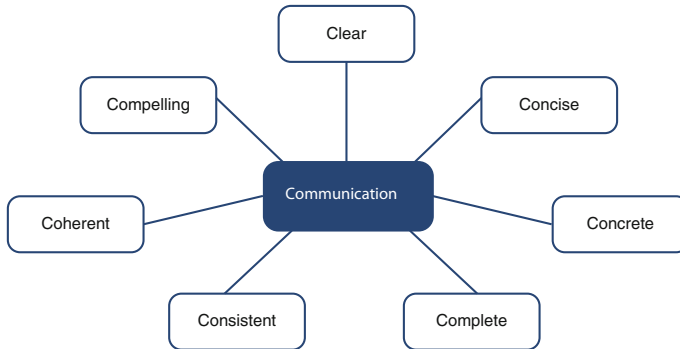 Clear
Compelling
Concise
Communication
Coherent
Concrete
Consistent
Complete